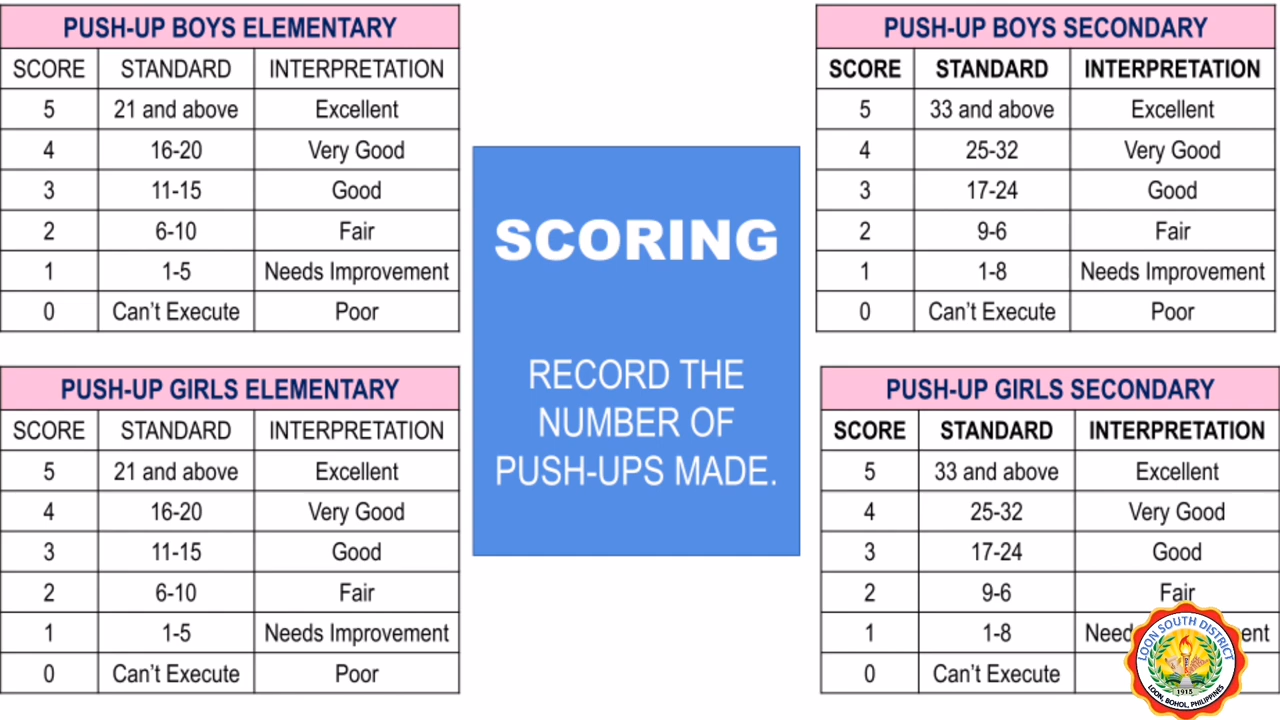 PUSH-UP BOYS ELEMENTARY
SCORE STANDARD INTERPRETATION
5 21 and above Excellent
4 16-20 Very Good
3 11-15 Good
2 6-10 Fair
1 1-5 Needs Improvement
0 Can't Execute Poor
PUSH-UP GIRLS ELEMENTARY
SCORE STANDARD INTERPRETATION
5 21 and above Excellent
4 16-20 Very Good
3 11-15 Good
2 6-10 Fair
1 1-5 Needs Improvement
0 Can't Execute Poor
SCORING
RECORD THE
NUMBER OF
PUSH-UPS MADE.
PUSH-UP BOYS SECONDARY
SCORE STANDARD INTERPRETATION
5 33 and above Excellent
4 25-32 Very Good
3 17-24 Good
2 9-6 Fair
1 1-8 Needs Improvement
0 Can't Execute Poor
PUSH-UP GIRLS SECONDARY
SCORE STANDARD INTERPRETATION
5 33 and above Excellent
4 25-32 Very Good
3 17-24 Good
2 9-6 Fair
1 1-8
0 Can't Execute
LOON SOUTH DISTRICT
1915
LOON, BOHOL, PHILIPPINES